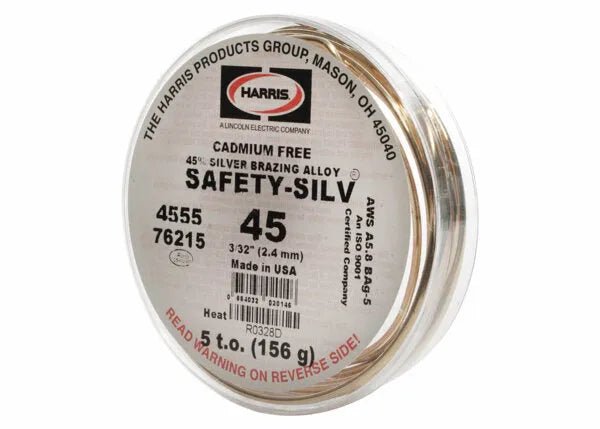 THE HARRIS PRODUCTS GROUP, MASON, OH 45040
HARRIS®
A LINCOLN ELECTRIC COMPANY
CADMIUM FREE
45% SILVER BRAZING ALLOY
SAFETY-SILV®
45
4555
76215
3/32" (2.4 mm)
Made in USA
AWS A5.8 BAg-5
An ISO 9001
Certified Company
Heat
R0328D
5 t.o. (156 g)
READ WARNING ON REVERSE SIDE!